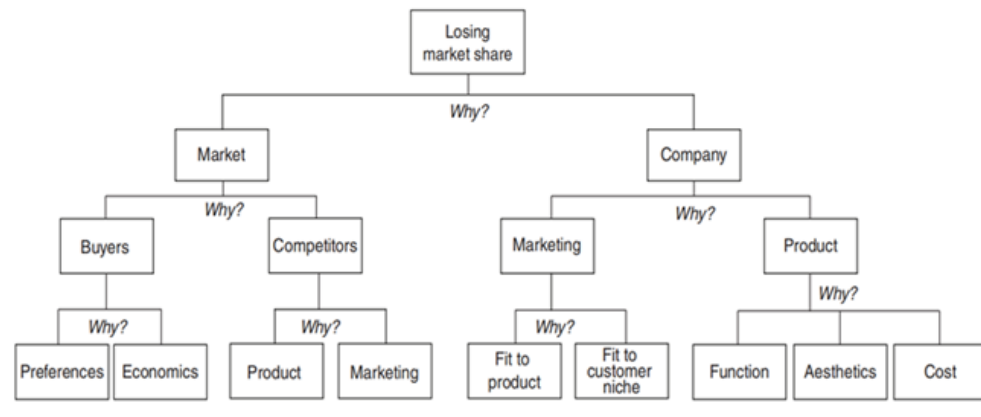 Losing
market share
Why?
Market
Company
Why?
Why?
Buyers
Competitors
Marketing
Product
Why?
Why?
Why?
Why?
Preferences
Economics
Product
Marketing
Fit to
product
Fit to
customer
niche
Function
Aesthetics
Cost